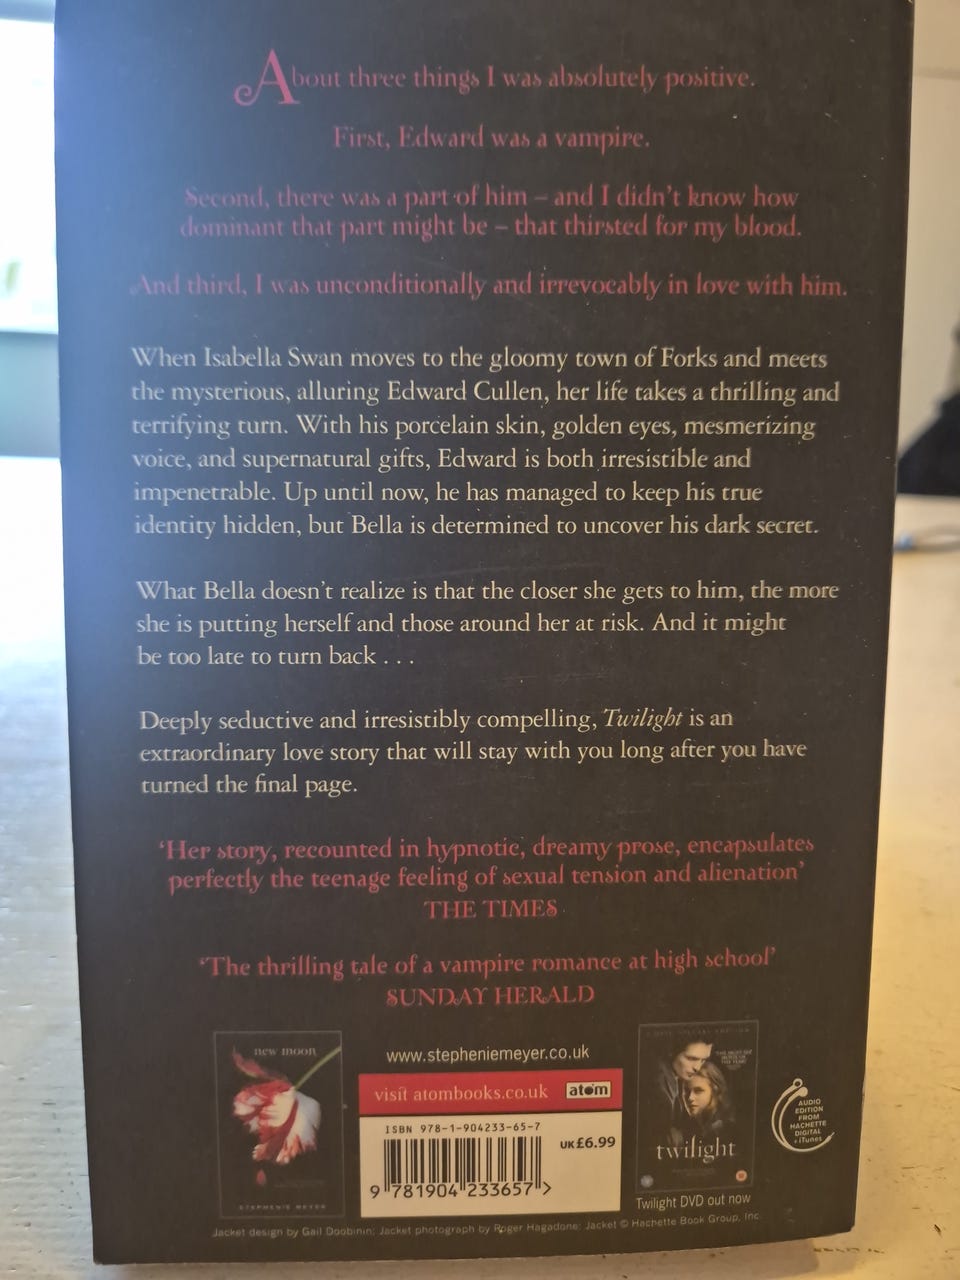 About three things I was absolutely positive.
First, Edward was a vampire.
Second, there was a part of him – and I didn't know how
dominant that part might be – that thirsted for my blood.
And third, I was unconditionally and irrevocably in love with him.
When Isabella Swan moves to the gloomy town of Forks and meets
the mysterious, alluring Edward Cullen, her life takes a thrilling and
terrifying turn. With his porcelain skin, golden eyes, mesmerizing
voice, and supernatural gifts, Edward is both irresistible and
impenetrable. Up until now, he has managed to keep his true
identity hidden, but Bella is determined to uncover his dark secret.
What Bella doesn't realize is that the closer she gets to him, the more
she is putting herself and those around her at risk. And it might
be too late to turn back . . .
Deeply seductive and irresistibly compelling, Twilight is an
extraordinary love story that will stay with you long after you have
turned the final page.
'Her story, recounted in hypnotic, dreamy prose, encapsulates
perfectly the teenage feeling of sexual tension and alienation'
THE TIMES
'The thrilling tale of a vampire romance at high school'
SUNDAY HERALD
new moon
STEPHENIE MEYER
www.stepheniemeyer.co.uk
visit atombooks.co.uk atom
ISBN 978-1-904233-65-7
UK£6.99
9 781904 233657 >
twilight
Twilight DVD out now
AUDIO
EDITION
FROM
HACHETTE
DIGITAL
+ iTunes
Jacket design by Gail Doobinin; Jacket photograph by Roger Hagadone; Jacket © Hachette Book Group, Inc.